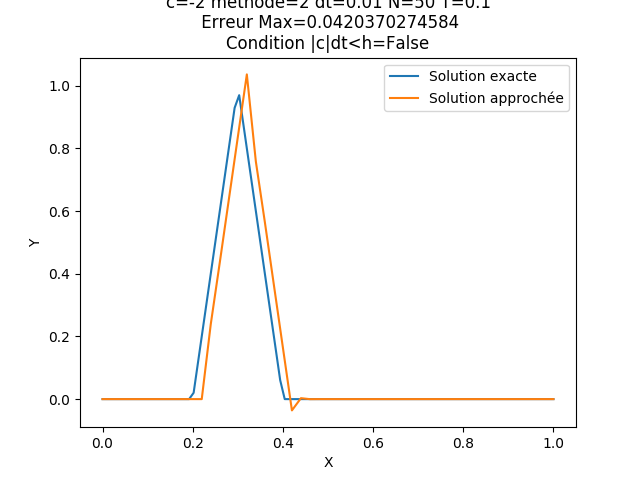 c=-2 methode=2 dt=0.01 N=50 T=0.1
Erreur Max=0.0420370274584
Condition |c|dt<h=False
Solution exacte
Solution approchée
Y
1.0
0.8
0.6
0.4
0.2
0.0
0.0 0.2 0.4 0.6 0.8 1.0
X